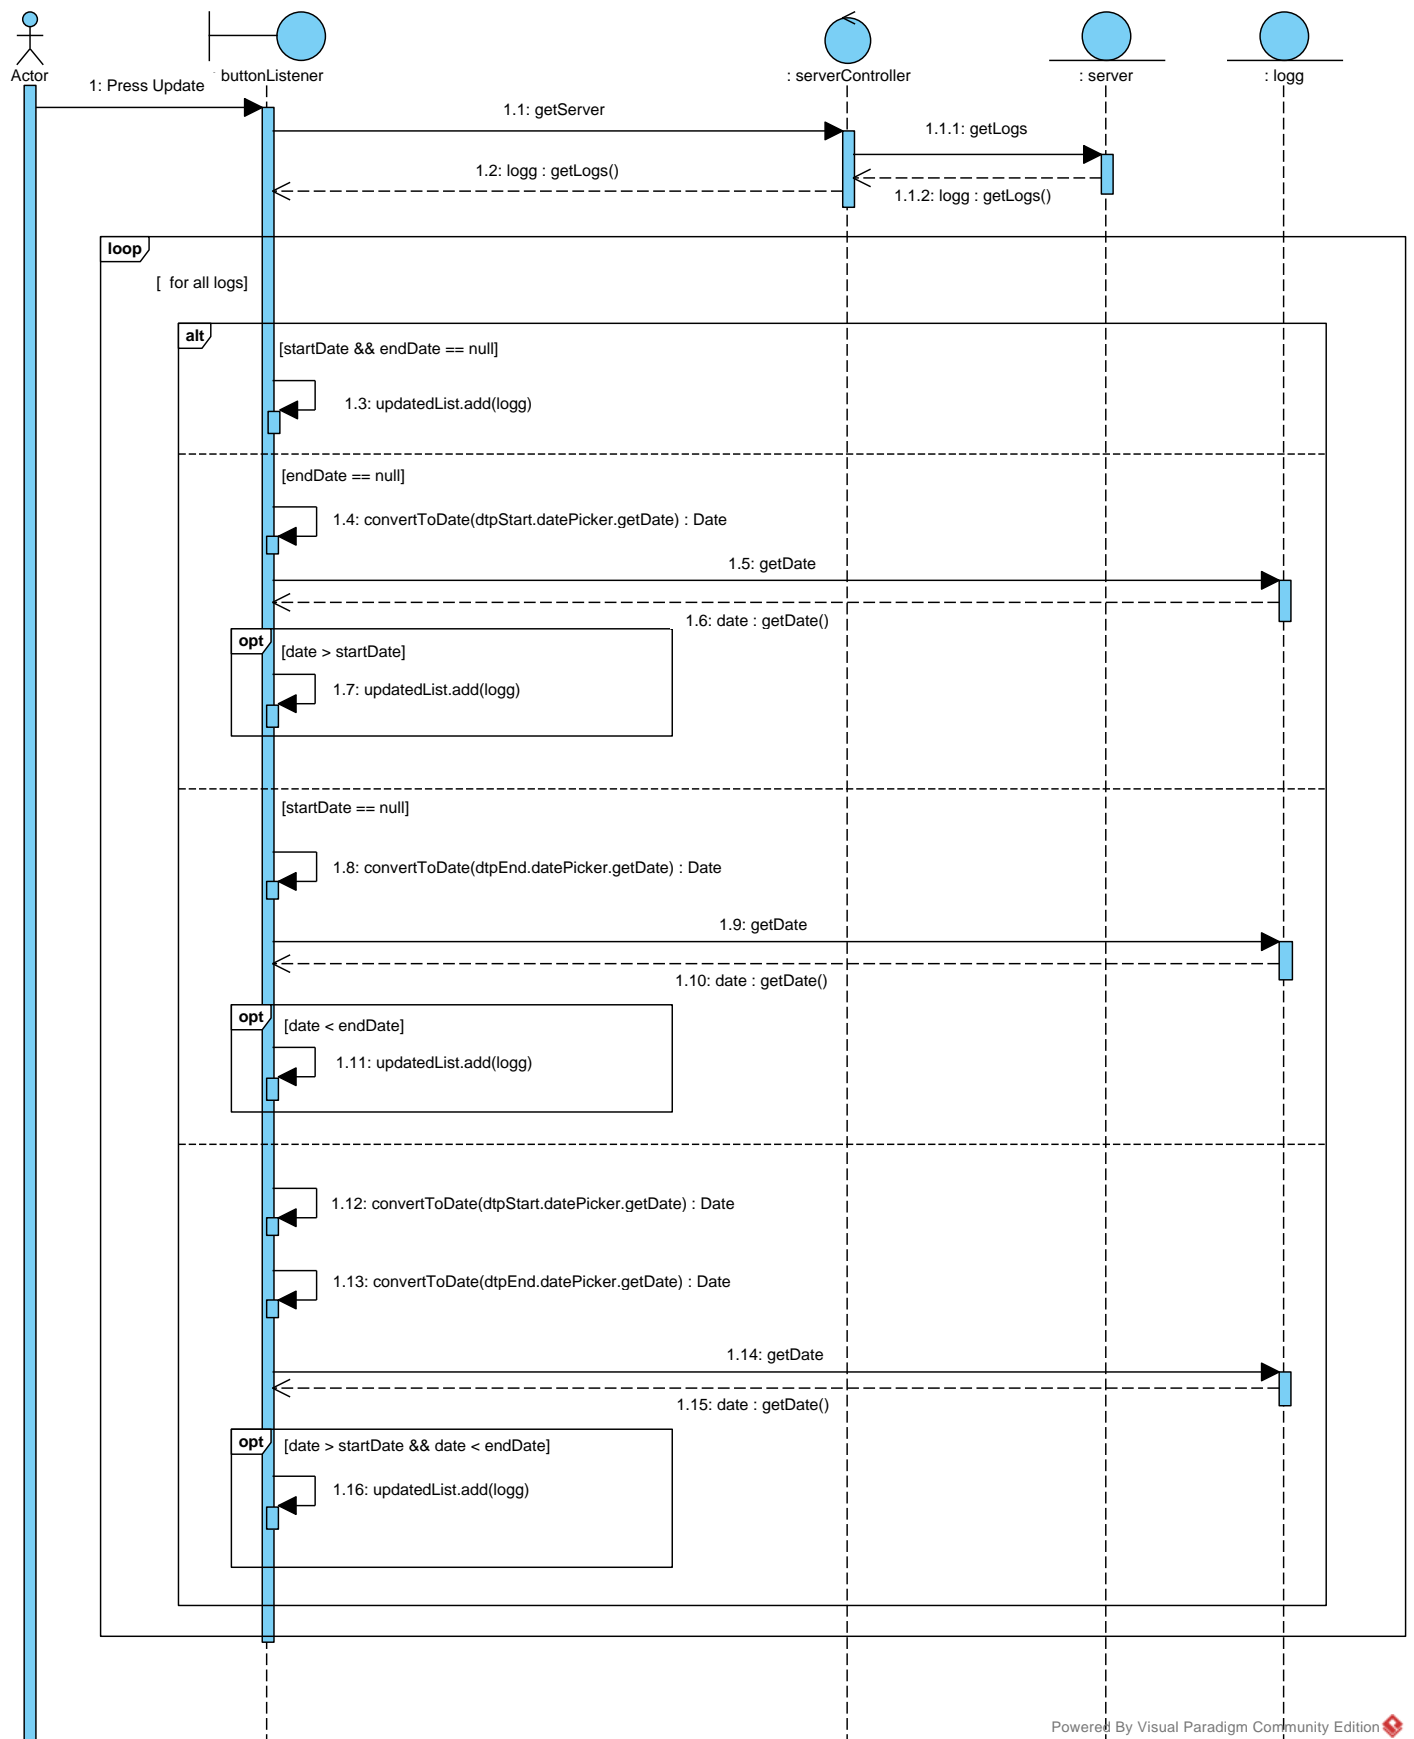 Actor
buttonListener
: serverController
: server
: logg
1: Press Update
1.1: getServer
1.1.1: getLogs
1.2: logg : getLogs()
1.1.2: logg : getLogs()
loop
[ for all logs]
alt
[startDate && endDate == null]
1.3: updatedList.add(logg)
[endDate == null]
1.4: convertToDate(dtpStart.datePicker.getDate) : Date
1.5: getDate
1.6: date : getDate()
opt
[date > startDate]
1.7: updatedList.add(logg)
[startDate == null]
1.8: convertToDate(dtpEnd.datePicker.getDate) : Date
1.9: getDate
1.10: date : getDate()
opt
[date < endDate]
1.11: updatedList.add(logg)
1.12: convertToDate(dtpStart.datePicker.getDate) : Date
1.13: convertToDate(dtpEnd.datePicker.getDate) : Date
1.14: getDate
1.15: date : getDate()
opt
[date > startDate && date < endDate]
1.16: updatedList.add(logg)
Powered By Visual Paradigm Community Edition